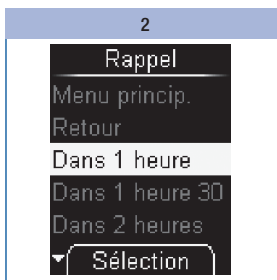 2
Rappel
Menu princip.
Retour
Dans 1 heure
Dans 1 heure 30
Dans 2 heures
Sélection